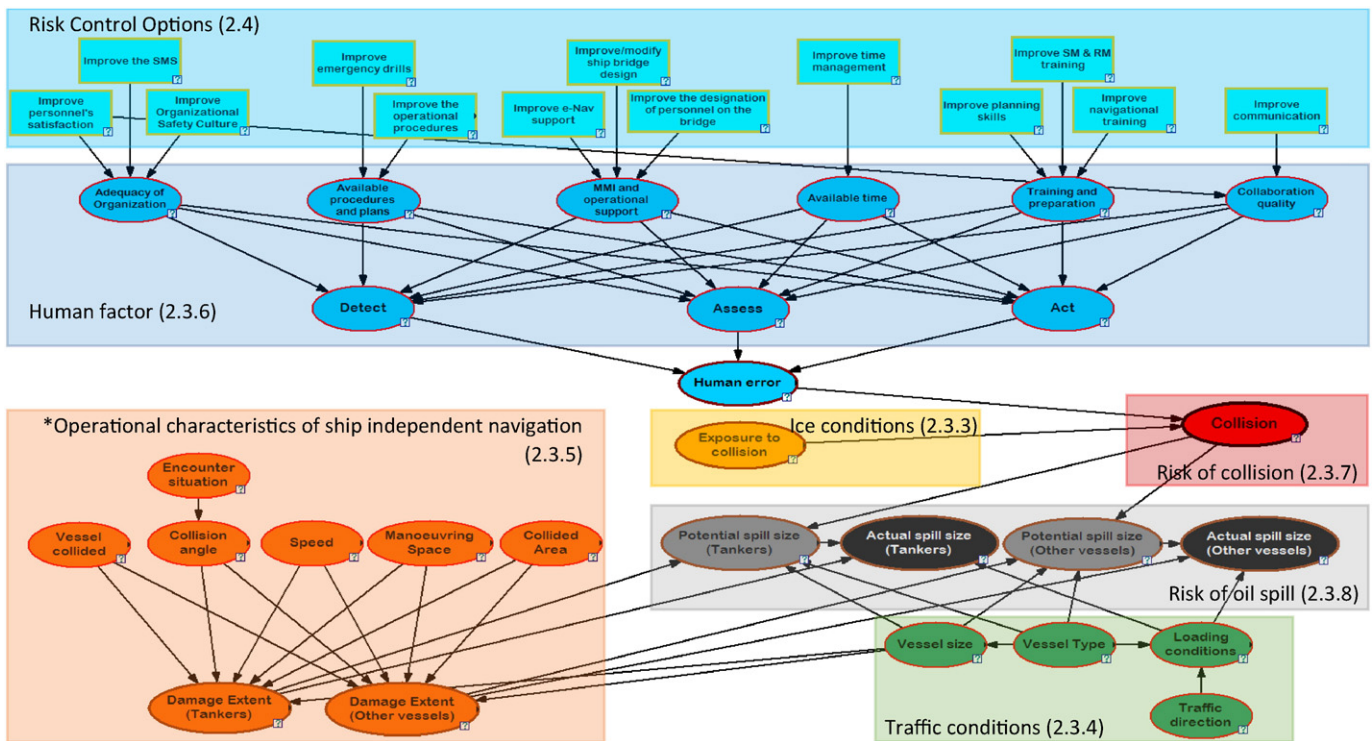 Risk Control Options (2.4)
Improve the SMS
Improve
emergency drills
Improve/modify
ship bridge
design
Improve time
management
Improve SM & RM
training
Improve
personnel's
satisfaction
Improve
Organizational
Safety Culture
Improve the
operational
procedures
Improve e-Nav
support
Improve the designation
of personnel on the
bridge
Improve planning
skills
Improve
navigational
training
Improve
communication
Adequacy of
Organization
Available
procedures
and plans
MMI and
operational
support
Available time
Training and
preparation
Collaboration
quality
Detect
Assess
Act
Human factor (2.3.6)
Human error
*Operational characteristics of ship independent navigation
(2.3.5)
Encounter
situation
Vessel
collided
Collision
angle
Speed
Manoeuvring
Space
Collided
Area
Damage Extent
(Tankers)
Damage Extent
(Other vessels)
Ice conditions (2.3.3)
Exposure to
collision
Collision
Risk of collision (2.3.7)
Potential spill size
(Tankers)
Actual spill size
(Tankers)
Potential spill size
(Other vessels)
Actual spill size
(Other vessels)
Risk of oil spill (2.3.8)
Vessel size
Vessel Type
Loading
conditions
Traffic
direction
Traffic conditions (2.3.4)